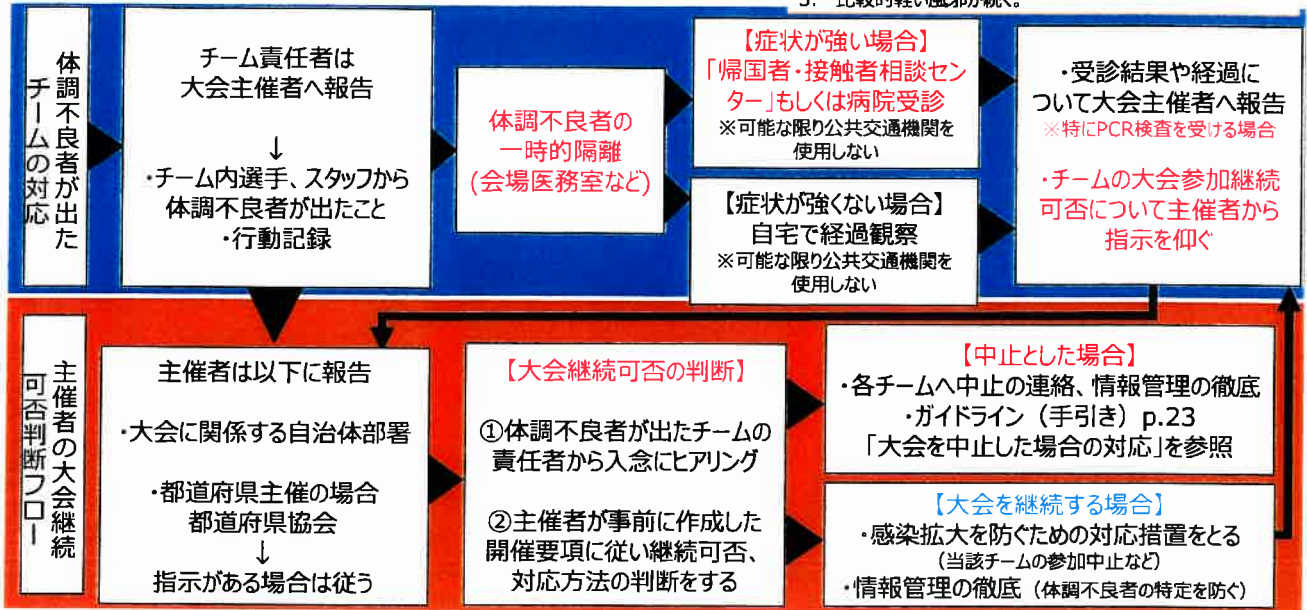 3. 比較的軽い風邪が続く。
体調不良者が出た
チームの対応
チーム責任者は
大会主催者へ報告
↓
・チーム内選手、スタッフから
体調不良者が出たこと
・行動記録
体調不良者の
一時的隔離
(会場医務室など)
【症状が強い場合】
「帰国者・接触者相談セン
ター」もしくは病院受診
※可能な限り公共交通機関を
使用しない
【症状が強くない場合】
自宅で経過観察
※可能な限り公共交通機関を
使用しない
・受診結果や経過に
ついて大会主催者へ報告
※特にPCR検査を受ける場合
・チームの大会参加継続
可否について主催者から
指示を仰ぐ
主催者の大会継続
可否判断フロー
主催者は以下に報告
・大会に関係する自治体部署
・都道府県主催の場合
都道府県協会
↓
指示がある場合は従う
【大会継続可否の判断】
①体調不良者が出たチームの
責任者から入念にヒアリング
②主催者が事前に作成した
開催要項に従い継続可否、
対応方法の判断をする
【中止とした場合】
・各チームへ中止の連絡、情報管理の徹底
・ガイドライン（手引き）p.23
「大会を中止した場合の対応」を参照
【大会を継続する場合】
・感染拡大を防ぐための対応措置をとる
(当該チームの参加中止など)
・情報管理の徹底（体調不良者の特定を防ぐ）